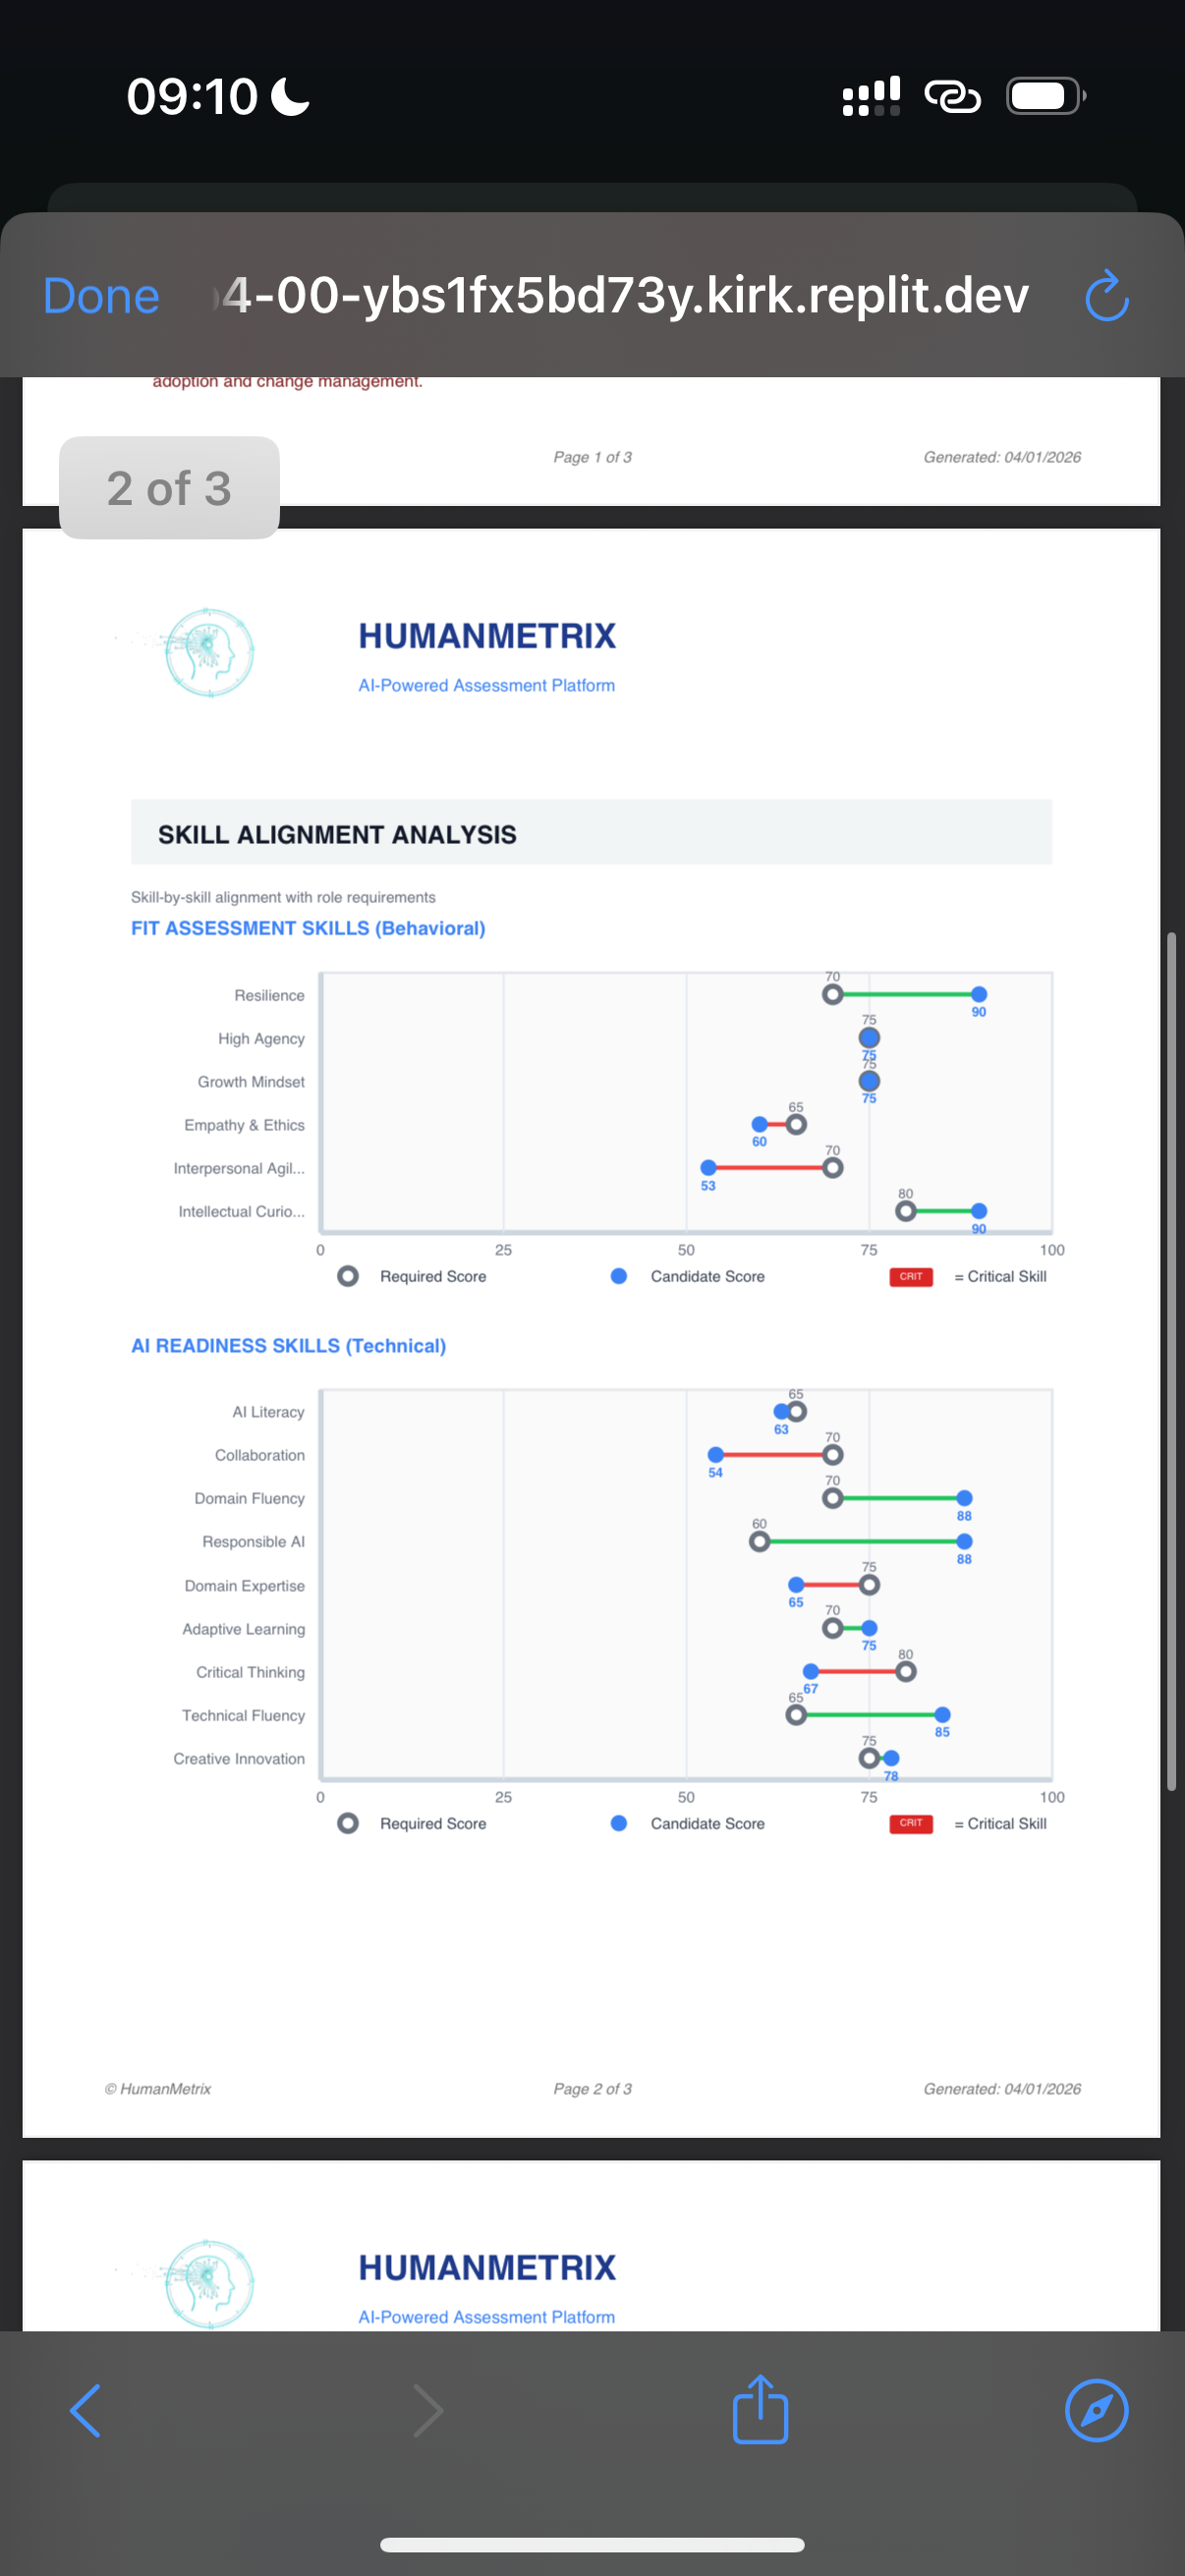 09:10
Done
4-00-ybs1fx5bd73y.kirk.replit.dev
adoption and change management.
Page 1 of 3
Generated: 04/01/2026
2 of 3
HUMANMETRIX
AI-Powered Assessment Platform
SKILL ALIGNMENT ANALYSIS
Skill-by-skill alignment with role requirements
FIT ASSESSMENT SKILLS (Behavioral)
Resilience 70 90
High Agency 75 75
Growth Mindset 75 75
Empathy & Ethics 65 60
Interpersonal Agil... 70 53
Intellectual Curio... 80 90
0 25 50 75 100
Required Score Candidate Score CRIT = Critical Skill
AI READINESS SKILLS (Technical)
AI Literacy 65 63
Collaboration 70 54
Domain Fluency 70 88
Responsible AI 60 88
Domain Expertise 75 65
Adaptive Learning 70 75
Critical Thinking 80 67
Technical Fluency 65 85
Creative Innovation 75 78
0 25 50 75 100
Required Score Candidate Score CRIT = Critical Skill
© HumanMetrix
Page 2 of 3
Generated: 04/01/2026
HUMANMETRIX
AI-Powered Assessment Platform